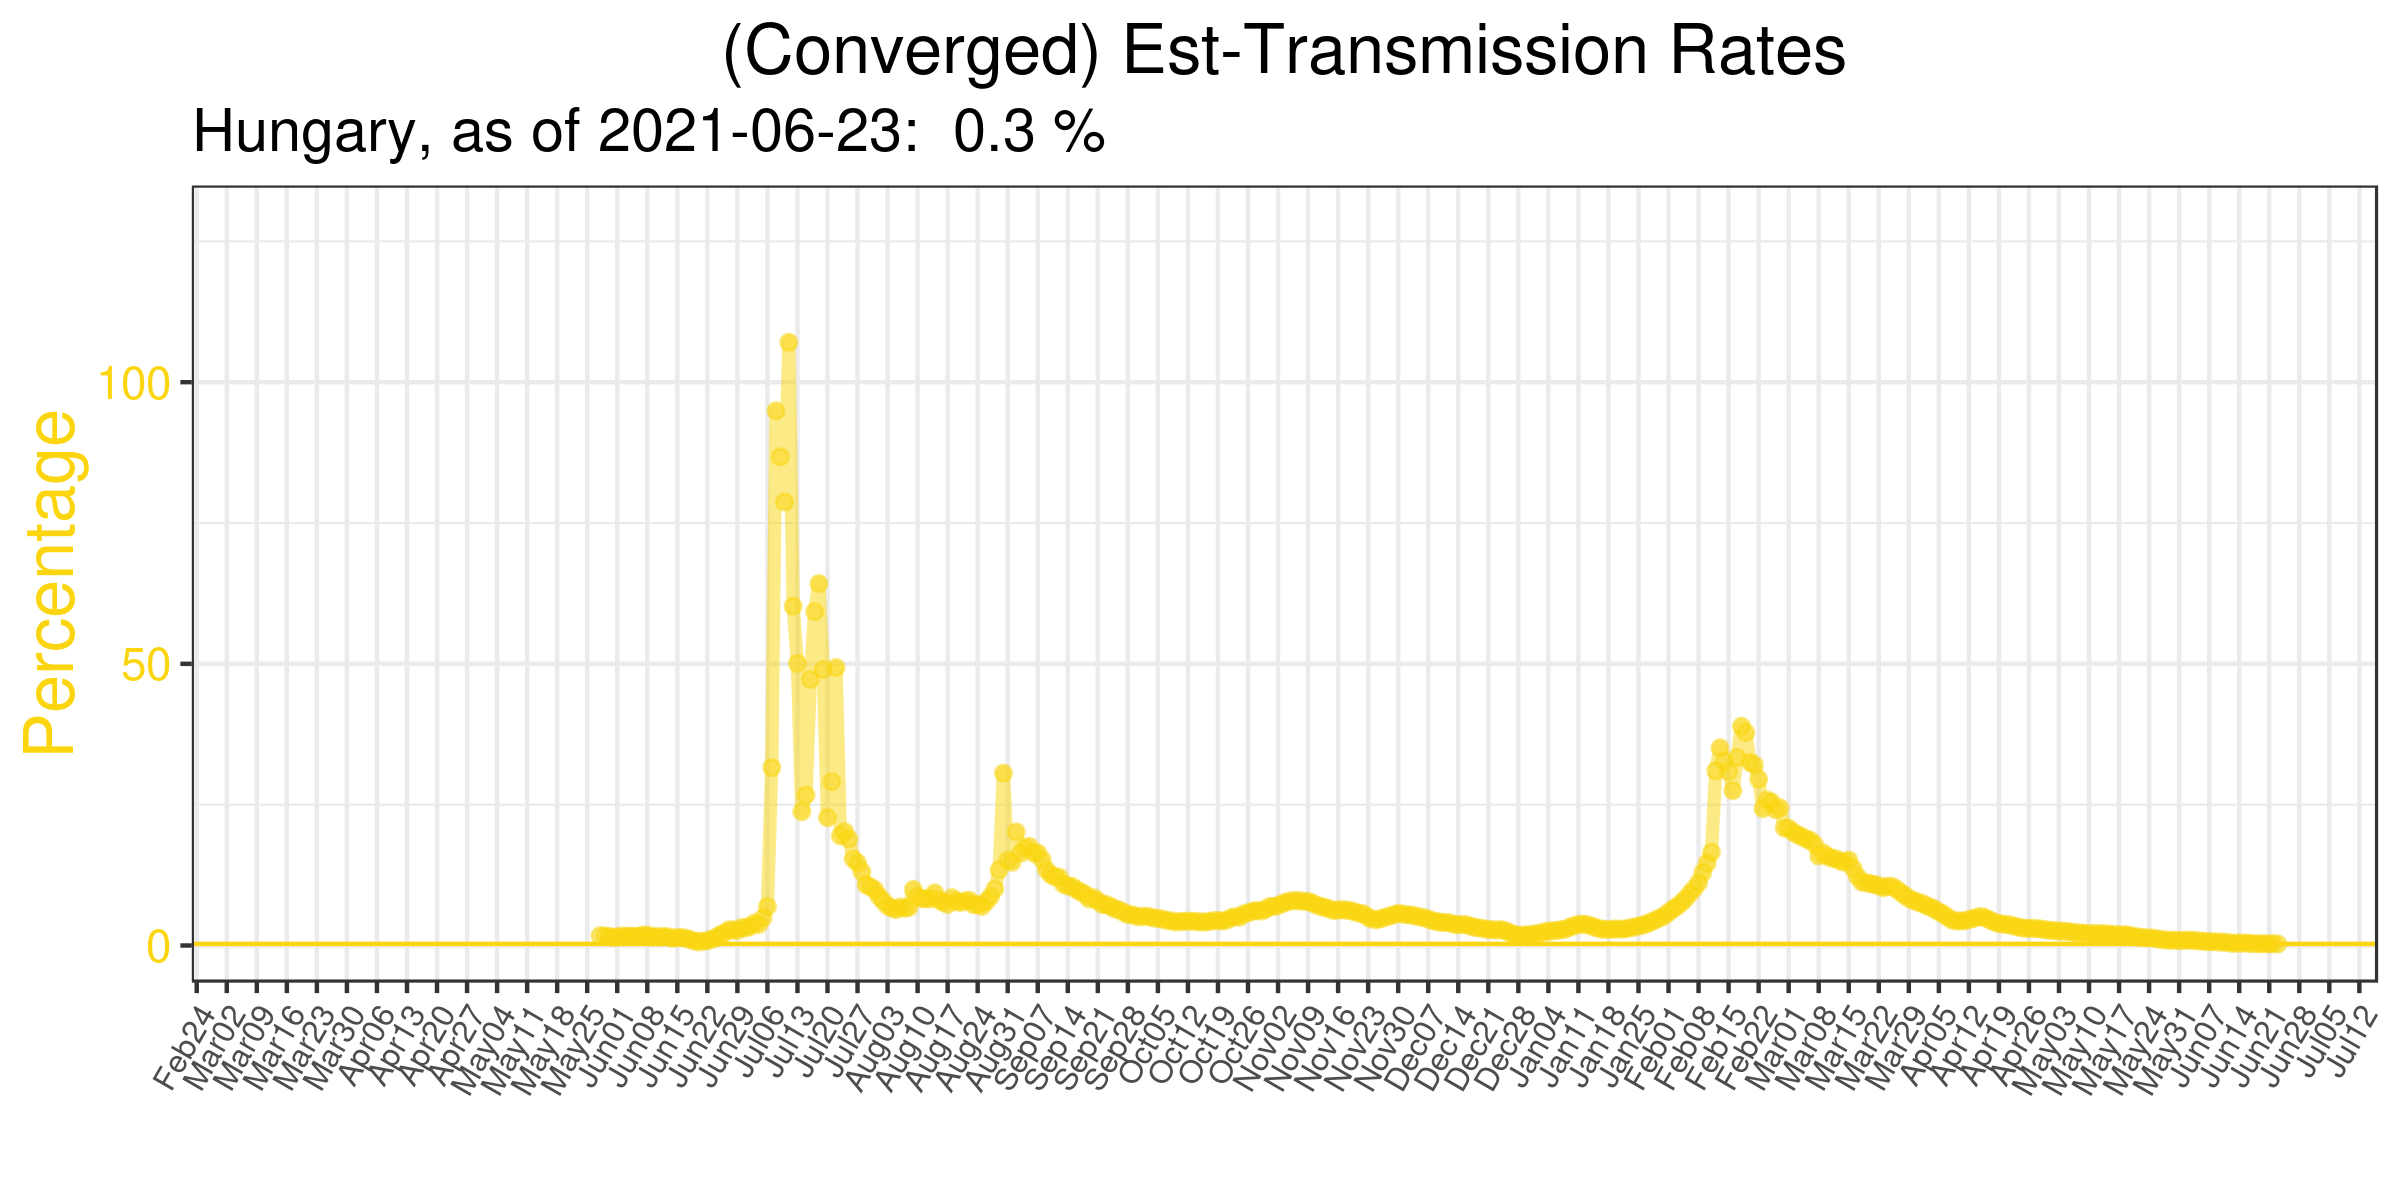 (Converged) Est-Transmission Rates
Hungary, as of 2021-06-23:  0.3 %
Percentage
100
50
0
Feb24
Mar02
Mar09
Mar16
Mar23
Mar30
Apr06
Apr13
Apr20
Apr27
May04
May11
May18
May25
Jun01
Jun08
Jun15
Jun22
Jun29
Jul06
Jul13
Jul20
Jul27
Aug03
Aug10
Aug17
Aug24
Aug31
Sep07
Sep14
Sep21
Sep28
Oct05
Oct12
Oct19
Oct26
Nov02
Nov09
Nov16
Nov23
Nov30
Dec07
Dec14
Dec21
Dec28
Jan04
Jan11
Jan18
Jan25
Feb01
Feb08
Feb15
Feb22
Mar01
Mar08
Mar15
Mar22
Mar29
Apr05
Apr12
Apr19
Apr26
May03
May10
May17
May24
May31
Jun07
Jun14
Jun21
Jun28
Jul05
Jul12